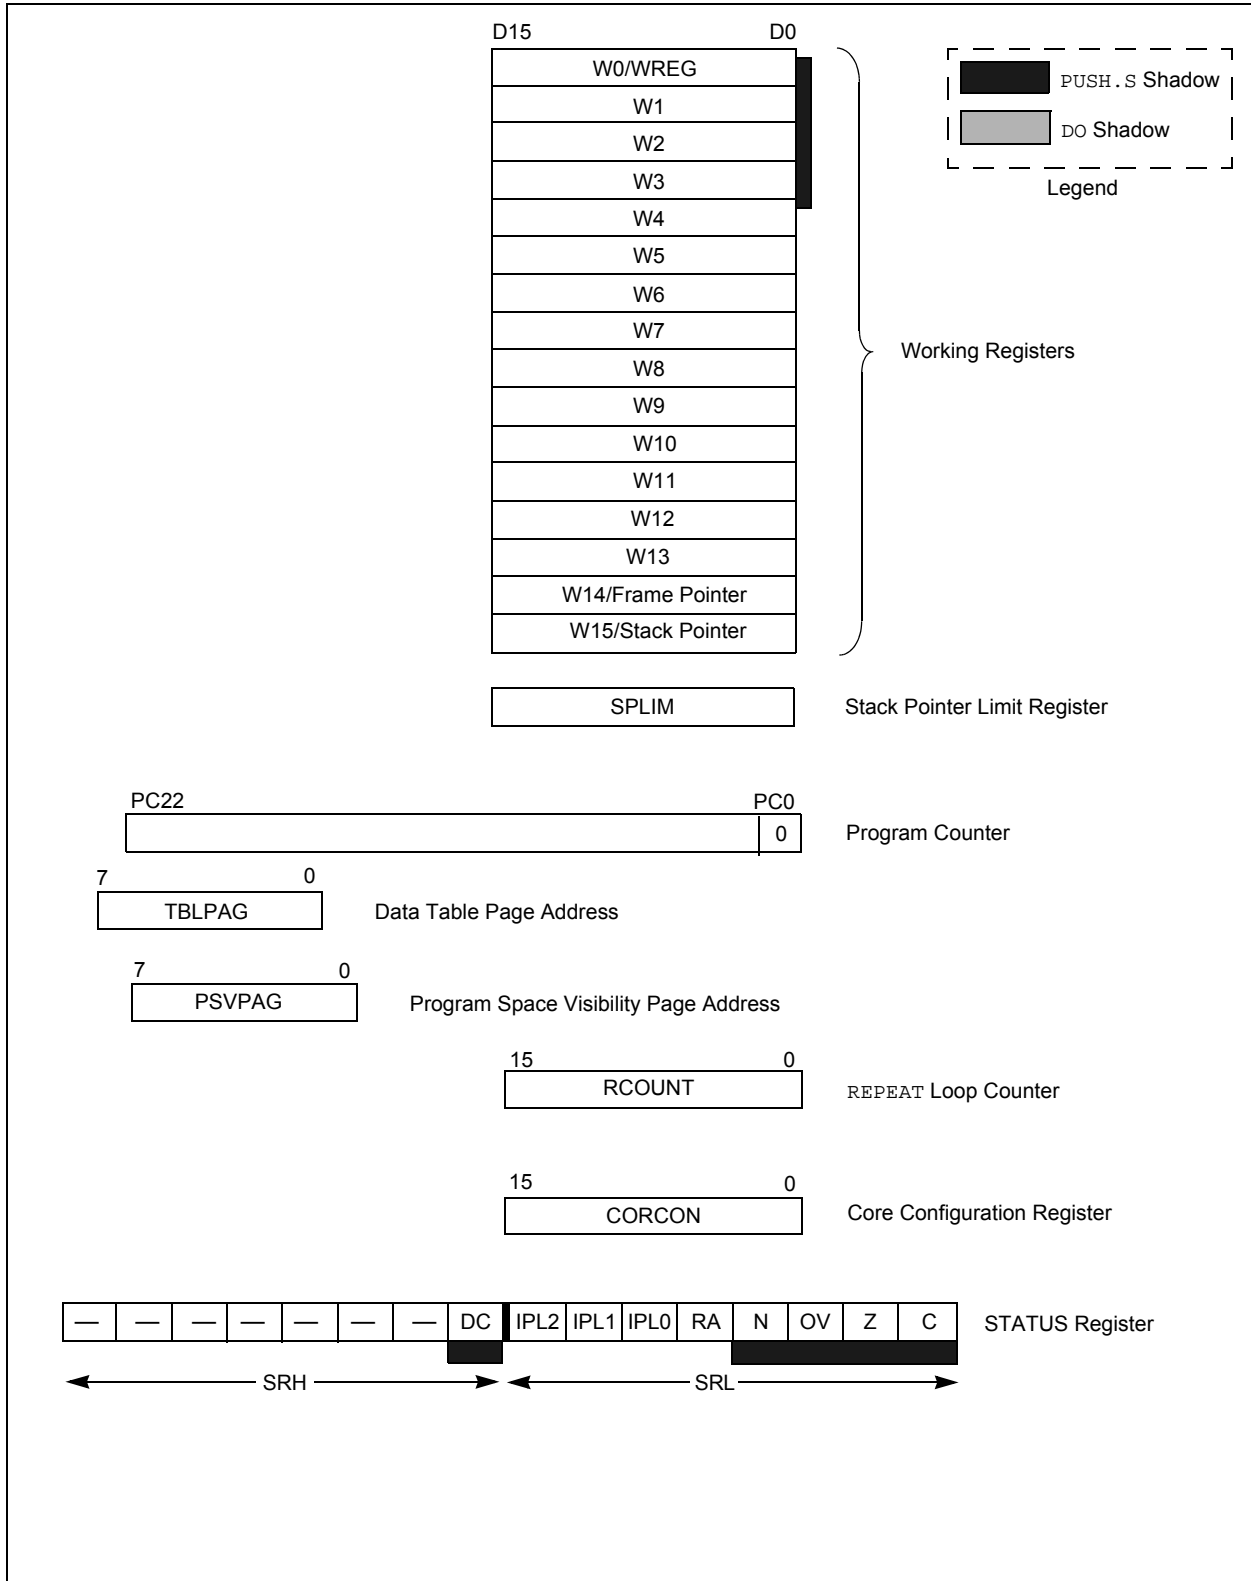 D15 D0
W0/WREG
W1
W2
W3
W4
W5
W6
W7
W8
W9
W10
W11
W12
W13
W14/Frame Pointer
W15/Stack Pointer
PUSH.S Shadow
DO Shadow
Legend
Working Registers
SPLIM Stack Pointer Limit Register
PC22 PC0
0 Program Counter
7 0
TBLPAG Data Table Page Address
7 0
PSVPAG Program Space Visibility Page Address
15 0
RCOUNT REPEAT Loop Counter
15 0
CORCON Core Configuration Register
— — — — — — — DC IPL2 IPL1 IPL0 RA N OV Z C STATUS Register
SRH SRL